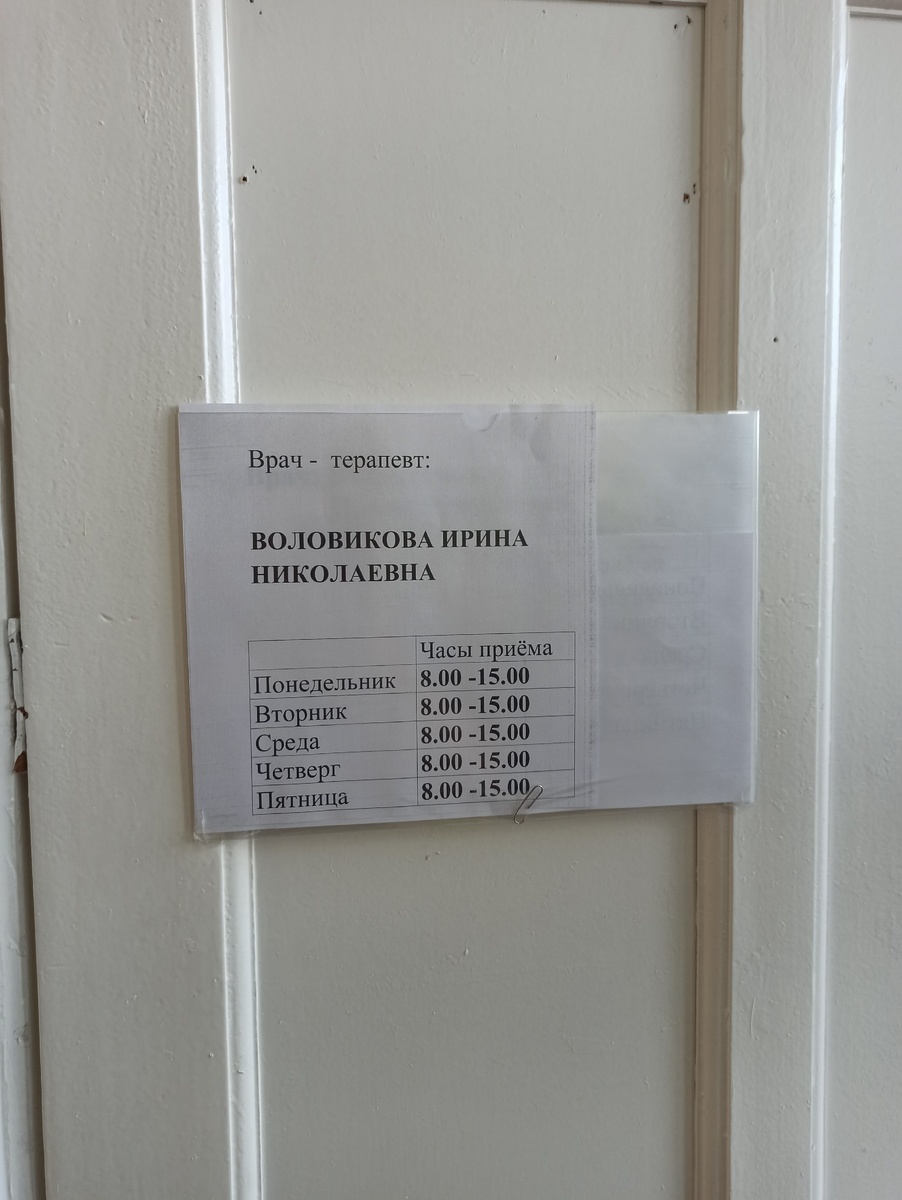 Врач - терапевт:
ВОЛОВИКОВА ИРИНА
НИКОЛАЕВНА
Часы приёма
Понедельник 8.00 -15.00
Вторник 8.00 -15.00
Среда 8.00 -15.00
Четверг 8.00 -15.00
Пятница 8.00 -15.00